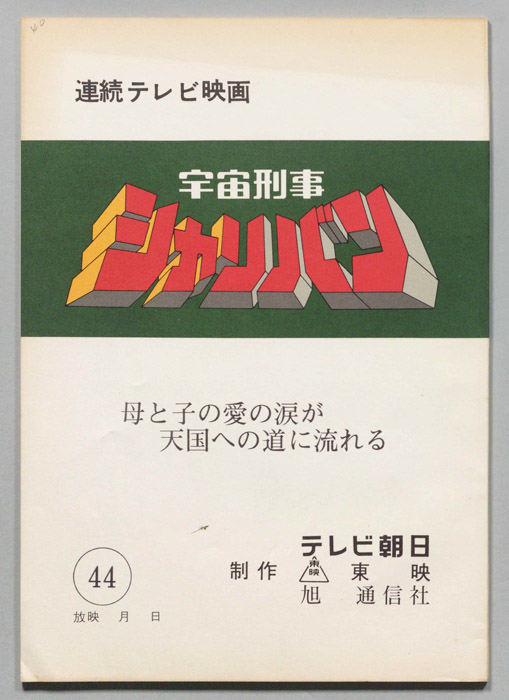 連続テレビ映画
宇宙刑事
シャリバン
母と子の愛の涙が
天国への道に流れる
テレビ朝日
制作 東映 東 映
旭 通信社
44
放映 月 日